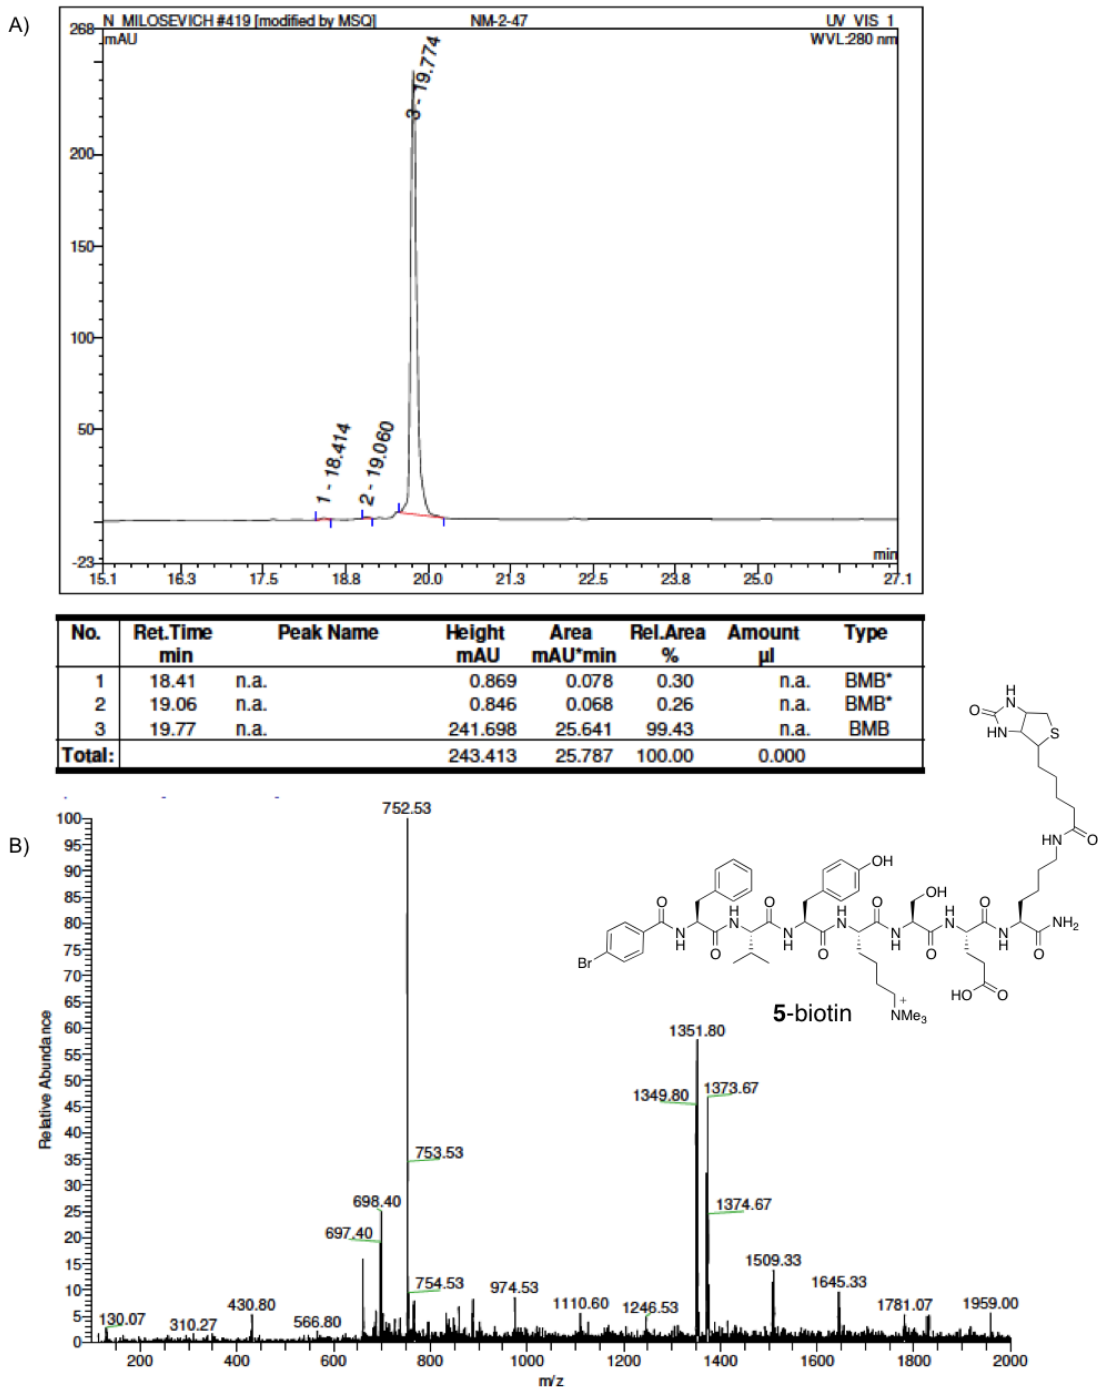 A)
N_MILOSEVICH #419 [modified by MSQ] NM-2-47 UV_VIS_1
268
mAU
WVL:280 nm
3 - 19.774
200
150
100
50
1 - 18.414
2 - 19.060
-23
min
15.1 16.3 17.5 18.8 20.0 21.3 22.5 23.8 25.0 27.1
No. Ret.Time Peak Name Height Area Rel.Area Amount Type
min mAU mAU*min % µl
1 18.41 n.a. 0.869 0.078 0.30 n.a. BMB*
2 19.06 n.a. 0.846 0.068 0.26 n.a. BMB*
3 19.77 n.a. 241.698 25.641 99.43 n.a. BMB
Total: 243.413 25.787 100.00 0.000
B)
H
N
O
HN
S
HN
O
OH
O
H
N
O
H
N
O
OH
H
N
O
NH2
N
H
O
N
H
O
N
H
O
N
H
O
Br
HO
O
+
NMe3
5-biotin
Relative Abundance
100
95
90
85
80
75
70
65
60
55
50
45
40
35
30
25
20
15
10
5
0
752.53
1351.80
1349.80
1373.67
753.53
698.40
697.40
1374.67
754.53
974.53
1509.33
1645.33
130.07
310.27
430.80
566.80
1110.60
1246.53
1781.07
1959.00
200 400 600 800 1000 1200 1400 1600 1800 2000
m/z